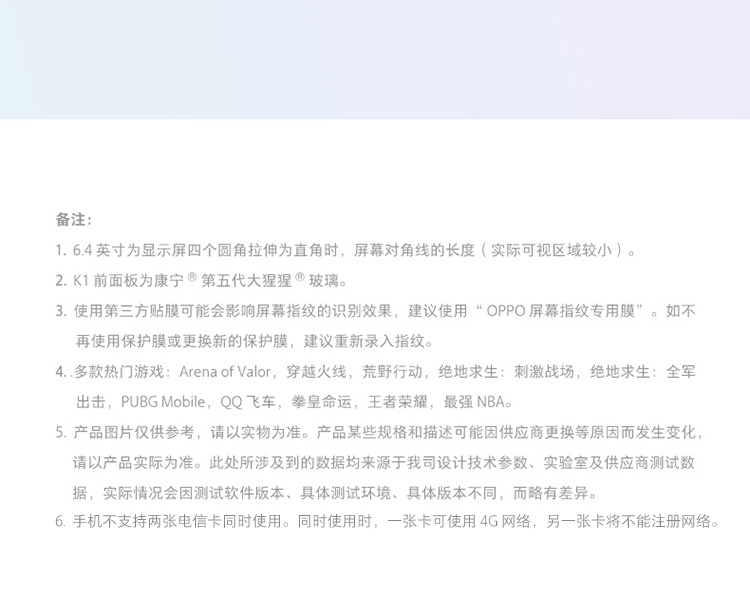 备注：
1. 6.4 英寸为显示屏四个圆角拉伸为直角时，屏幕对角线的长度（实际可视区域较小）。
2. K1 前面板为康宁®第五代大猩猩®玻璃。
3. 使用第三方贴膜可能会影响屏幕指纹的识别效果，建议使用“ OPPO 屏幕指纹专用膜”。如不
再使用保护膜或更换新的保护膜，建议重新录入指纹。
4. .多款热门游戏：Arena of Valor，穿越火线，荒野行动，绝地求生：刺激战场，绝地求生：全军
出击，PUBG Mobile，QQ 飞车，拳皇命运，王者荣耀，最强 NBA。
5. 产品图片仅供参考，请以实物为准。产品某些规格和描述可能因供应商更换等原因而发生变化，
请以产品实际为准。此处所涉及到的数据均来源于我司设计技术参数、实验室及供应商测试数
据，实际情况会因测试软件版本、具体测试环境、具体版本不同，而略有差异。
6. 手机不支持两张电信卡同时使用。同时使用时，一张卡可使用 4G 网络，另一张卡将不能注册网络。